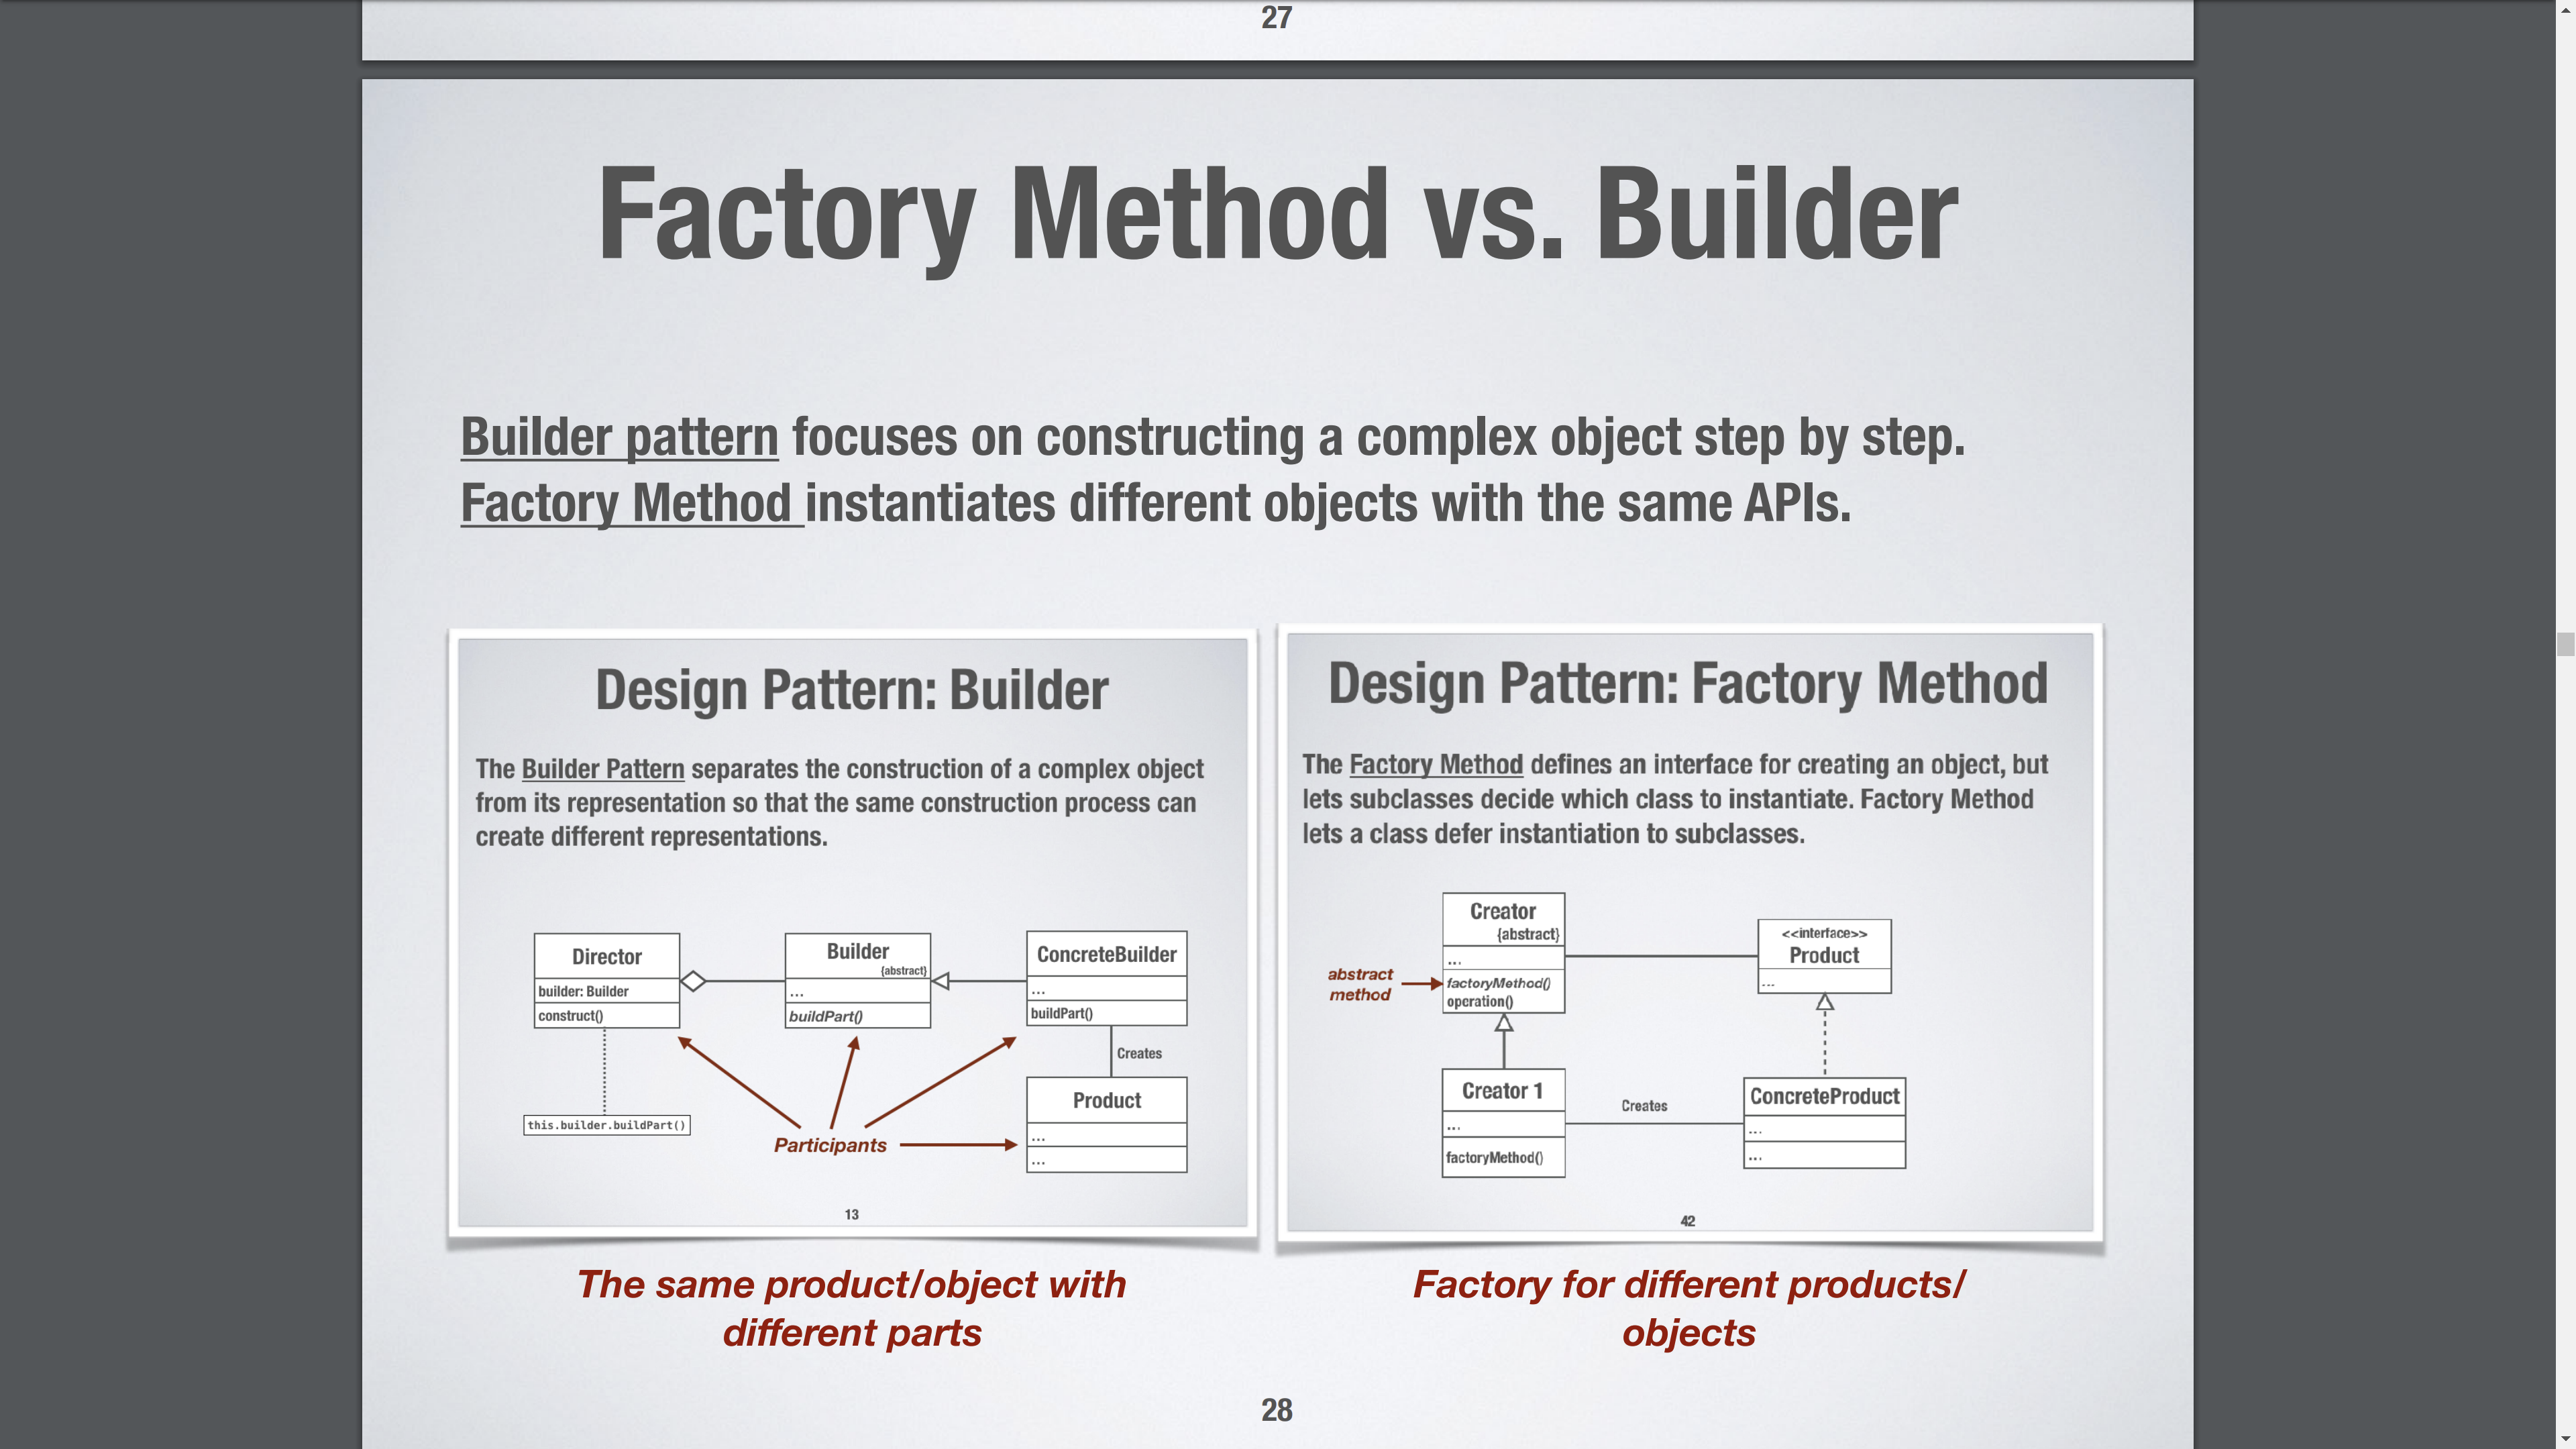 27
Factory Method vs. Builder
Builder pattern focuses on constructing a complex object step by step.
Factory Method instantiates different objects with the same APIs.
Design Pattern: Builder
The Builder Pattern separates the construction of a complex object
from its representation so that the same construction process can
create different representations.
Director
builder: Builder
construct()
this.builder.buildPart()
Builder
{abstract}
...
buildPart()
ConcreteBuilder
...
buildPart()
Creates
Product
...
...
Participants
13
The same product/object with
different parts
Design Pattern: Factory Method
The Factory Method defines an interface for creating an object, but
lets subclasses decide which class to instantiate. Factory Method
lets a class defer instantiation to subclasses.
abstract
method
Creator
{abstract}
...
factoryMethod()
operation()
<<interface>>
Product
...
Creator 1
...
factoryMethod()
Creates
ConcreteProduct
...
...
42
Factory for different products/
objects
28